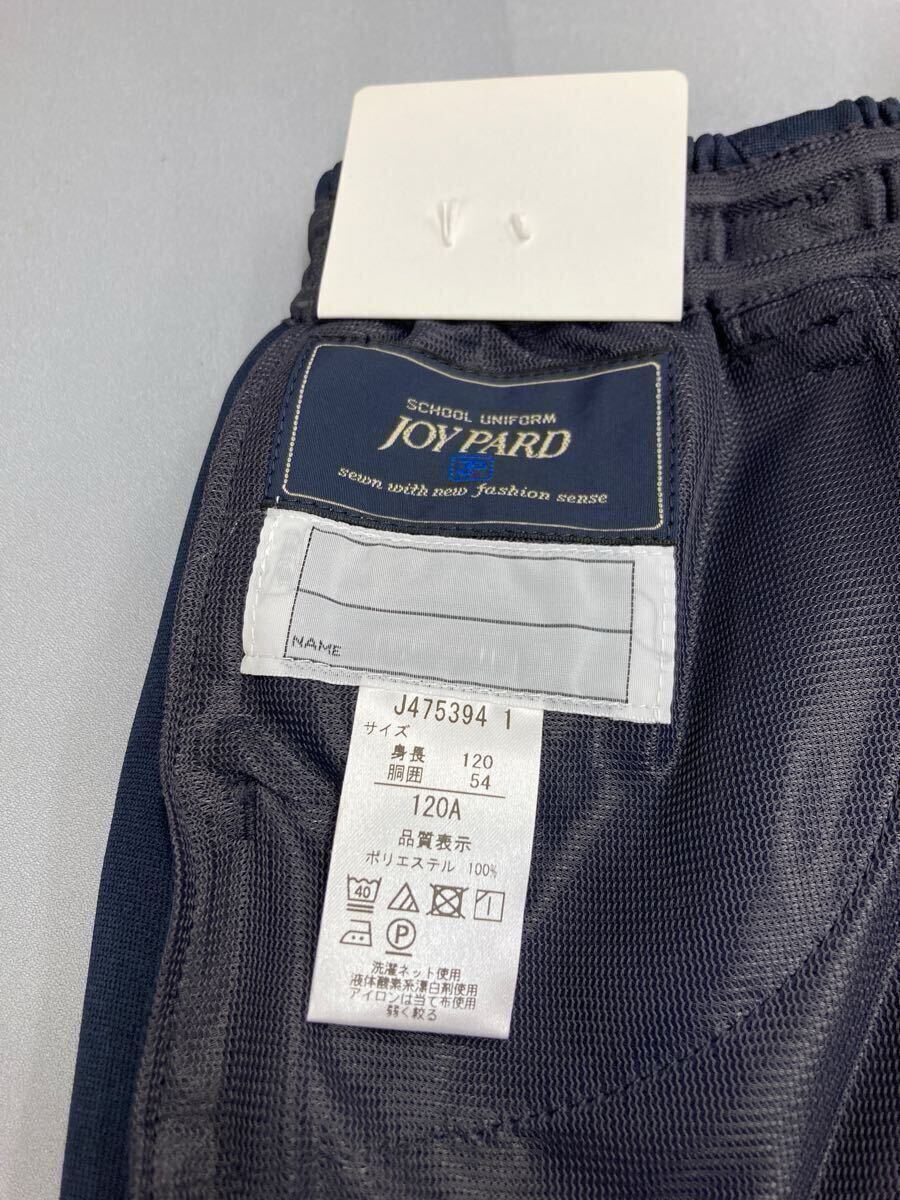 SCHOOL UNIFORM
JOY PARD
JP
sewn with new fashion sense
NAME
J475394 1
サイズ
身長 120
胴囲 54
120A
品質表示
ポリエステル 100%
40
P
洗濯ネット使用
液体酸素系漂白剤使用
アイロンは当て布使用
弱く絞る